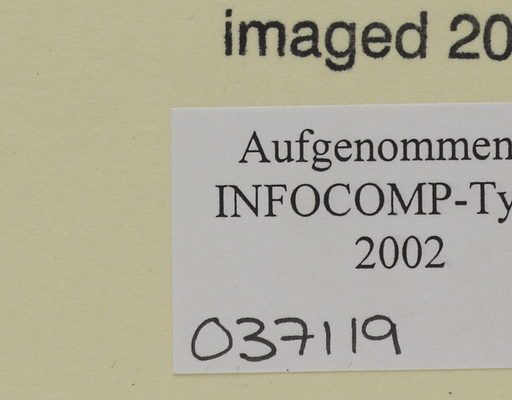 imaged 20
Aufgenommen
INFOCOMP-Ty
2002
037119